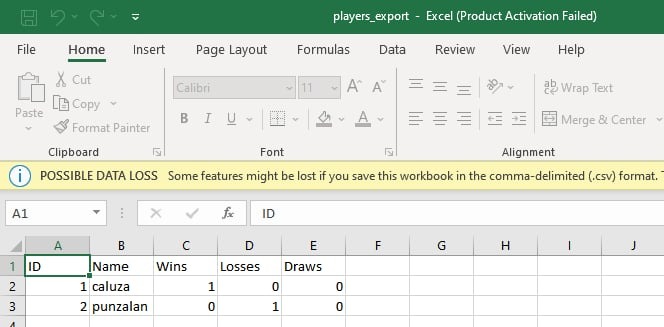 players_export - Excel (Product Activation Failed)
File Home Insert Page Layout Formulas Data Review View Help
Paste
Cut
Copy
Format Painter
Clipboard
Calibri 11 A A
B I U A
Font
ab Wrap Text
Merge & Center
Alignment
POSSIBLE DATA LOSS Some features might be lost if you save this workbook in the comma-delimited (.csv) format.
A1 fx ID
A B C D E F G H I J
1 ID Name Wins Losses Draws
2 1 caluza 1 0 0
3 2 punzalan 0 1 0